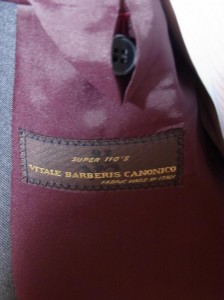 SUPER 110'S
VITALE BARBERIS CANONICO
FABRIC MADE IN ITALY